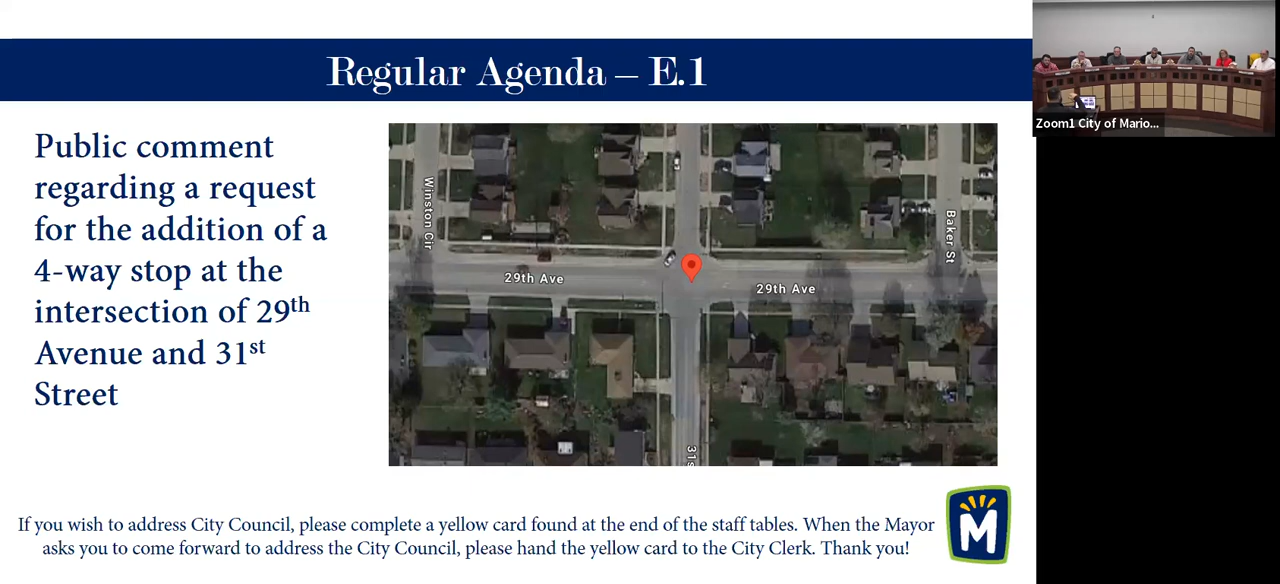 Regular Agenda – E.1
Public comment
regarding a request
for the addition of a
4-way stop at the
intersection of 29th
Avenue and 31st
Street
Winston Cir
29th Ave
29th Ave
Baker St
31s
If you wish to address City Council, please complete a yellow card found at the end of the staff tables. When the Mayor
asks you to come forward to address the City Council, please hand the yellow card to the City Clerk. Thank you!
M
Zoom1 City of Mario...